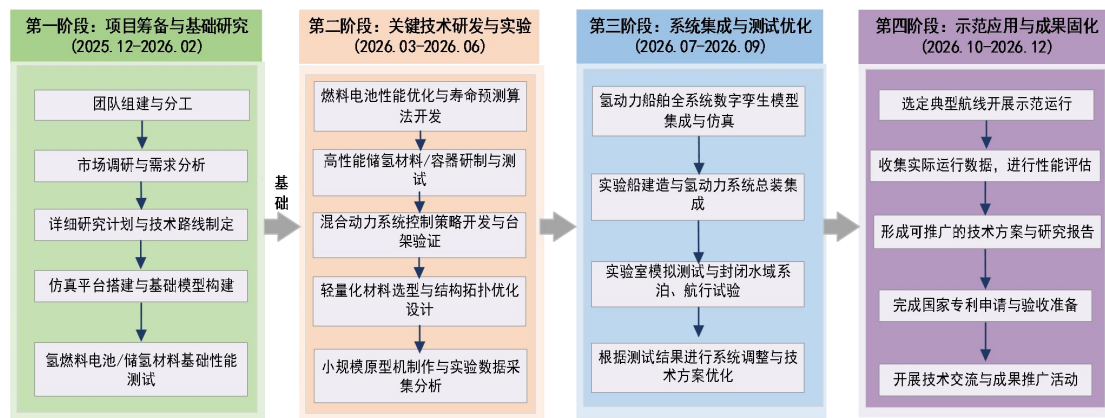 第一阶段：项目筹备与基础研究
(2025.12-2026.02)
团队组建与分工
市场调研与需求分析
详细研究计划与技术路线制定
仿真平台搭建与基础模型构建
氢燃料电池/储氢材料基础性能
测试
基
础
第二阶段：关键技术研发与实验
(2026.03-2026.06)
燃料电池性能优化与寿命预测算
法开发
高性能储氢材料/容器研制与测
试
混合动力系统控制策略开发与台
架验证
轻量化材料选型与结构拓扑优化
设计
小规模原型机制作与实验数据采
集分析
第三阶段：系统集成与测试优化
(2026.07-2026.09)
氢动力船舶全系统数字孪生模型
集成与仿真
实验船建造与氢动力系统总装集
成
实验室模拟测试与封闭水域系
泊、航行试验
根据测试结果进行系统调整与技
术方案优化
第四阶段：示范应用与成果固化
(2026.10-2026.12)
选定典型航线开展示范运行
收集实际运行数据，进行性能评估
形成可推广的技术方案与研究报告
完成国家专利申请与验收准备
开展技术交流与成果推广活动